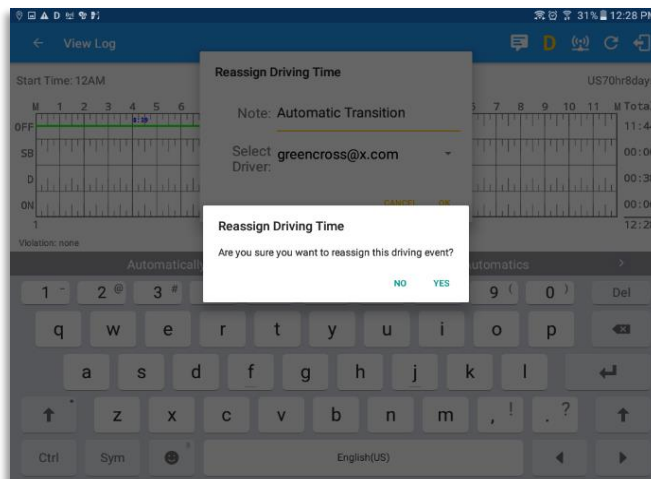 31% 12:28 PM
View Log
D
Start Time: 12AM
US70hr8day
Reassign Driving Time
Note: Automatic Transition
Select Driver: greencross@x.com
CANCEL OK
M 1 2 3 4 5 6 7 8 9 10 11 M Tota
OFF 11:4
SB 00:0
D 00:3
ON 00:0
1 12:2
Violation: none
Reassign Driving Time
Are you sure you want to reassign this driving event?
NO YES
Automatically automatics
1 - 2 @ 3 # 9 ( 0 ) Del
q w e r t y u i o p
a s d f g h j k l
z x c v b n m , ! . ?
Ctrl Sym English(US)